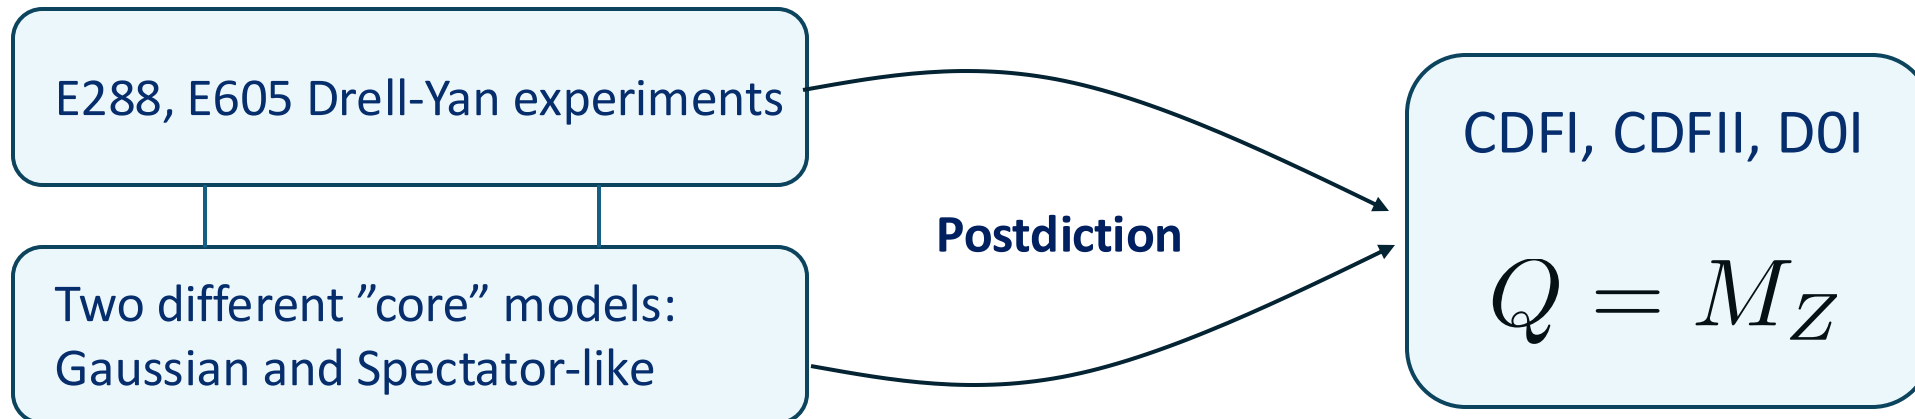 E288, E605 Drell-Yan experiments
Two different ”core” models:
Gaussian and Spectator-like
Postdiction
CDFI, CDFII, D0I
Q = M_Z